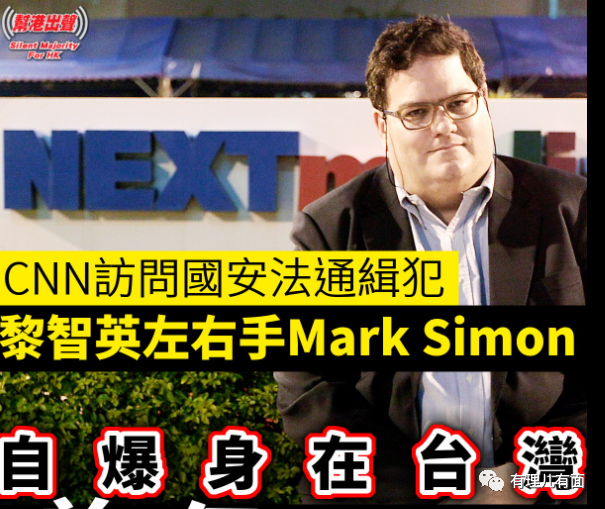 幫港出聲
Silent Majority
For HK
NEXT media
CNN訪問國安法通緝犯
黎智英左右手Mark Simon
自爆身在台灣
有理儿有面